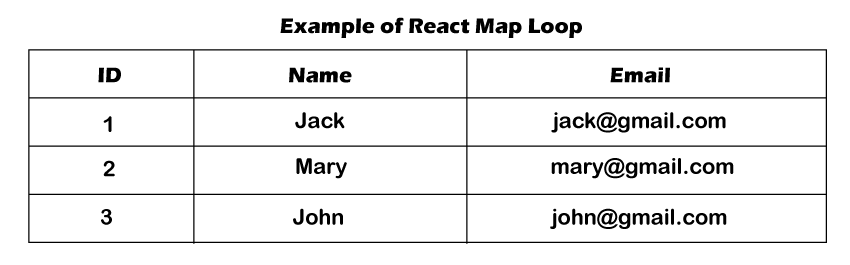 Example of React Map Loop
ID Name Email
1 Jack jack@gmail.com
2 Mary mary@gmail.com
3 John john@gmail.com